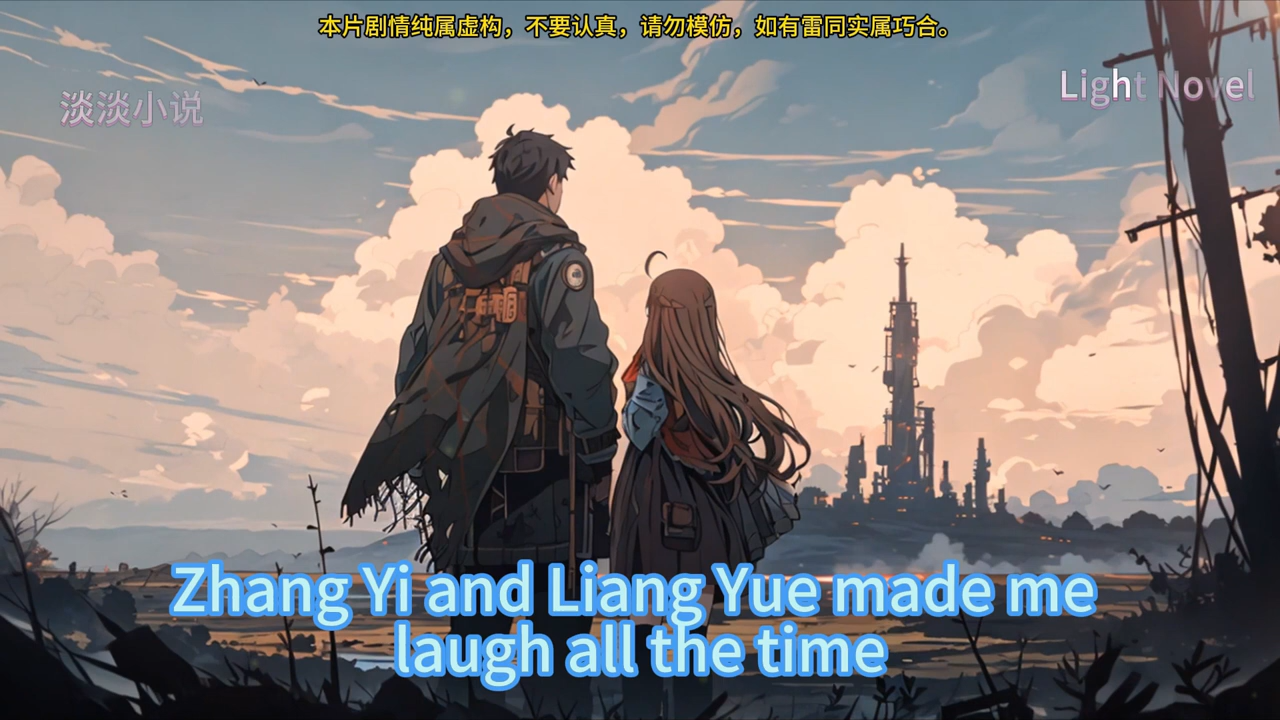 本片剧情纯属虚构，不要认真，请勿模仿，如有雷同实属巧合。
淡淡小说
Light Novel
Zhang Yi and Liang Yue made me
laugh all the time